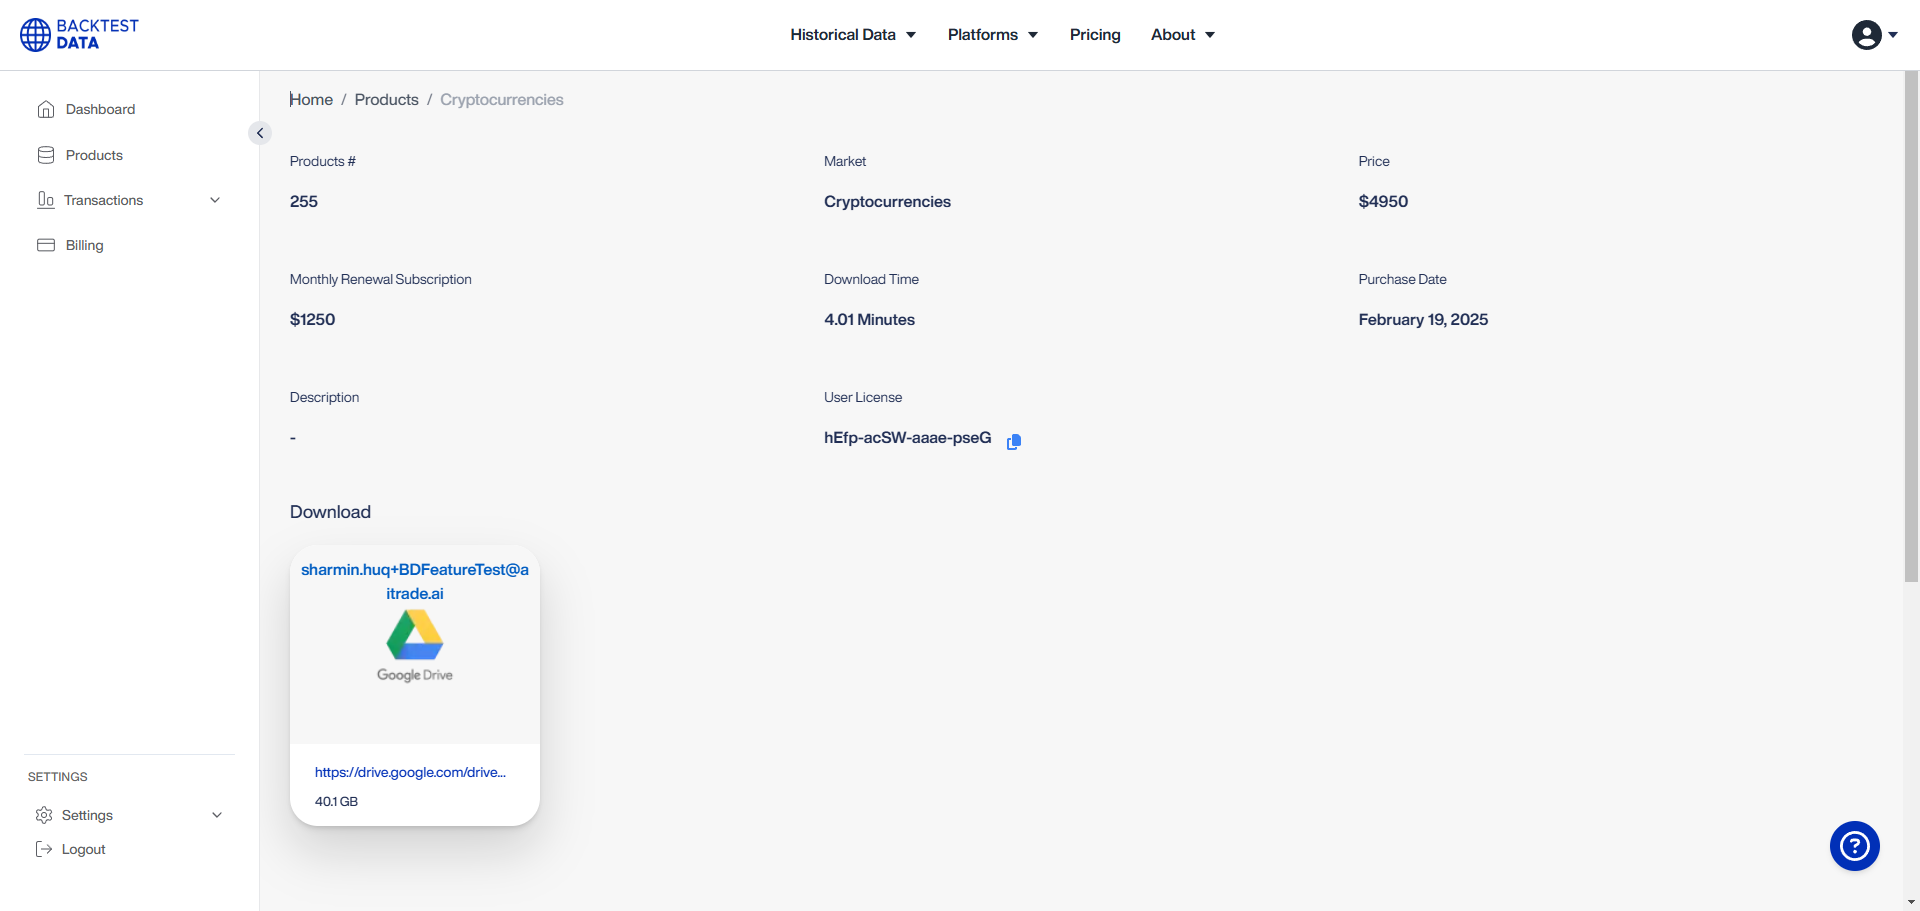 BACKTEST
DATA
Historical Data
Platforms
Pricing
About
Dashboard
Products
Transactions
Billing
SETTINGS
Settings
Logout
Home / Products / Cryptocurrencies
Products #
255
Market
Cryptocurrencies
Price
$4950
Monthly Renewal Subscription
$1250
Download Time
4.01 Minutes
Purchase Date
February 19, 2025
Description
-
User License
hEfp-acSW-aaae-pseG
Download
sharmin.huq+BDFeatureTest@a
itrade.ai
Google Drive
https://drive.google.com/drive...
40.1 GB
?